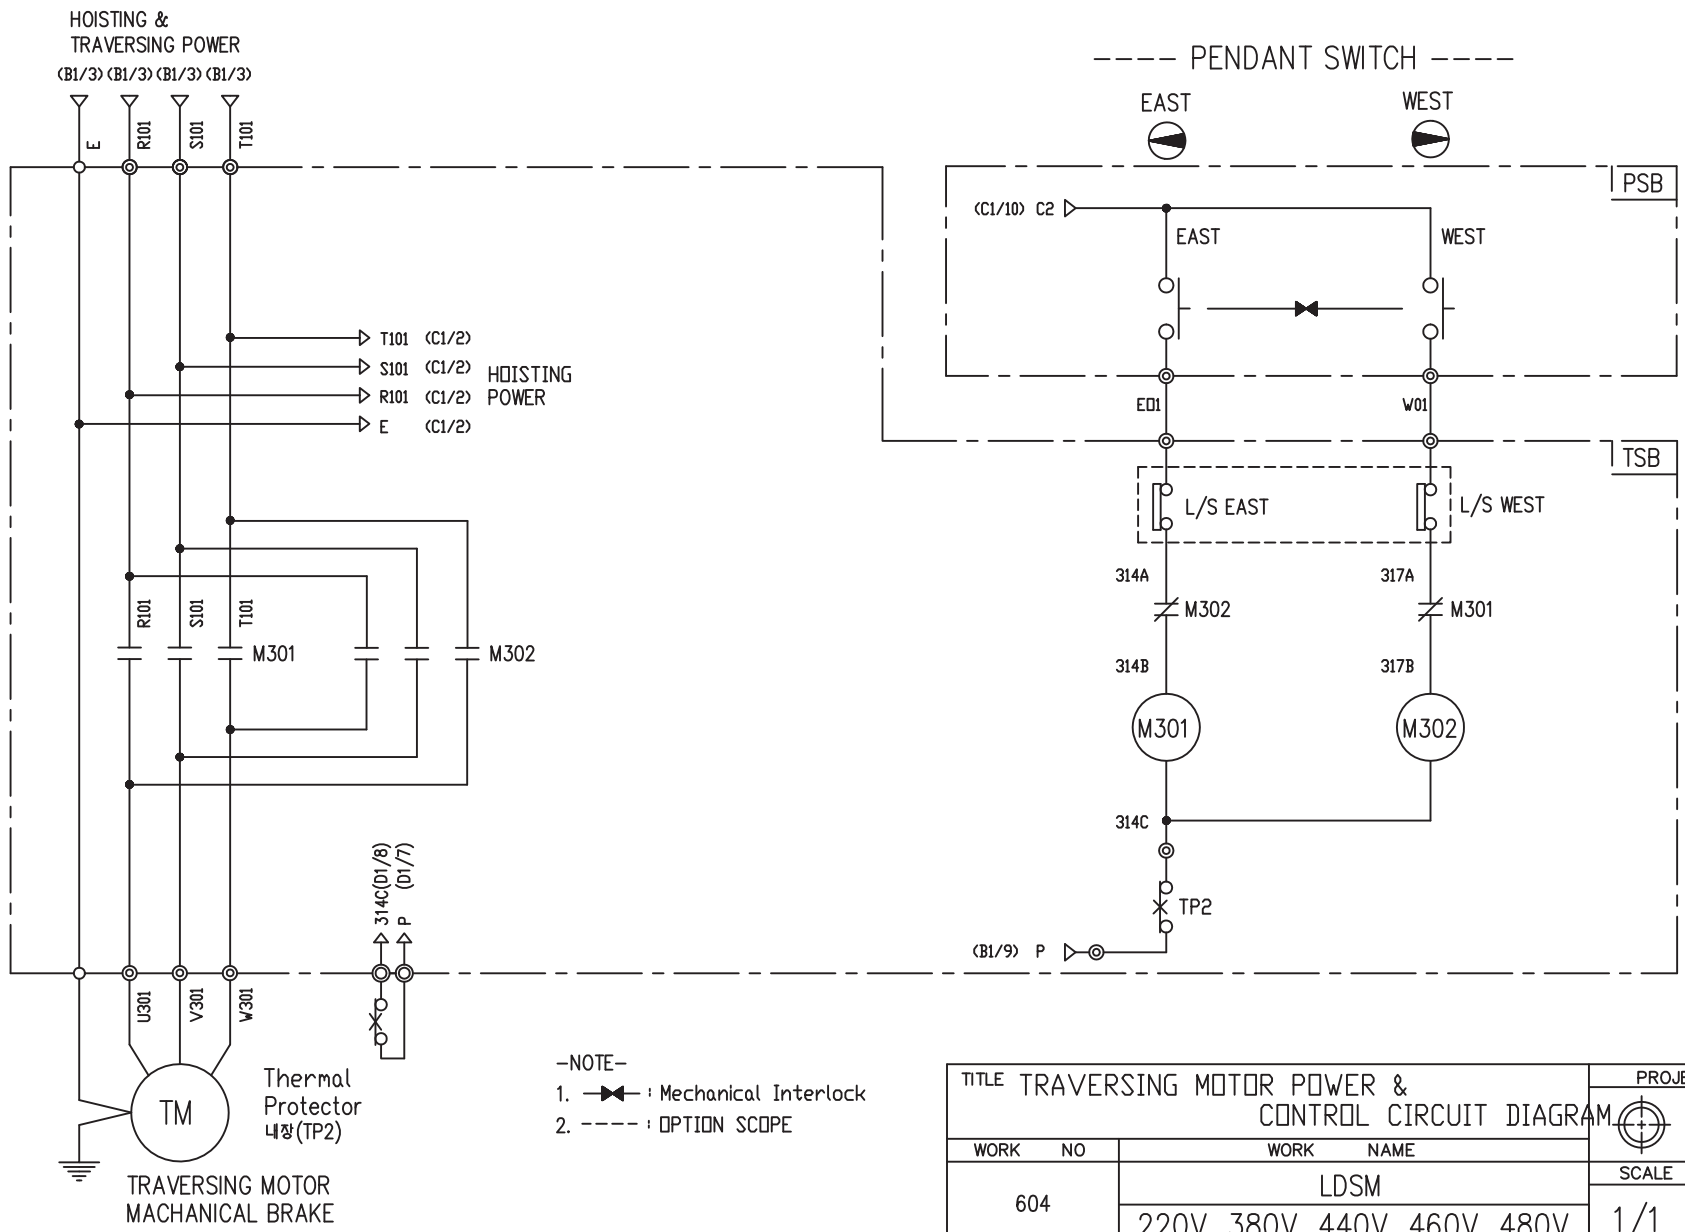 HOISTING &
TRAVERSING POWER
(B1/3) (B1/3) (B1/3) (B1/3)
E
R101
S101
T101
T101 (C1/2)
S101 (C1/2)
R101 (C1/2)
E (C1/2)
HOISTING
POWER
R101
S101
T101
M301
M302
314C(D1/8)
P (D1/7)
U301
V301
W301
TM
Thermal
Protector
내장(TP2)
TRAVERSING MOTOR
MACHANICAL BRAKE
-NOTE-
1. : Mechanical Interlock
2. ---- : OPTION SCOPE
---- PENDANT SWITCH ----
EAST
WEST
PSB
(C1/10) C2
EAST
WEST
E01
W01
TSB
L/S EAST
L/S WEST
314A
317A
M302
M301
314B
317B
M301
M302
314C
TP2
(B1/9) P
TITLE TRAVERSING MOTOR POWER &
CONTROL CIRCUIT DIAGRAM
PROJE
WORK NO
WORK NAME
SCALE
604
LDSM
220V 380V 440V 460V 480V
1/1